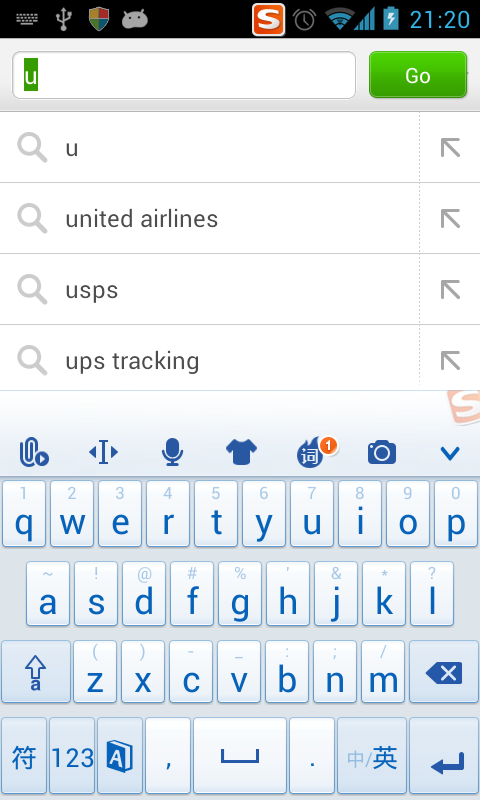 S 21:20
u Go
u
united airlines
usps
ups tracking
S
词 1
1 2 3 4 5 6 7 8 9 0
q w e r t y u i o p
~ ! @ # % ' & * ?
a s d f g h j k l
( ) - _ : ; /
a z x c v b n m
符 123 A , . 中/英